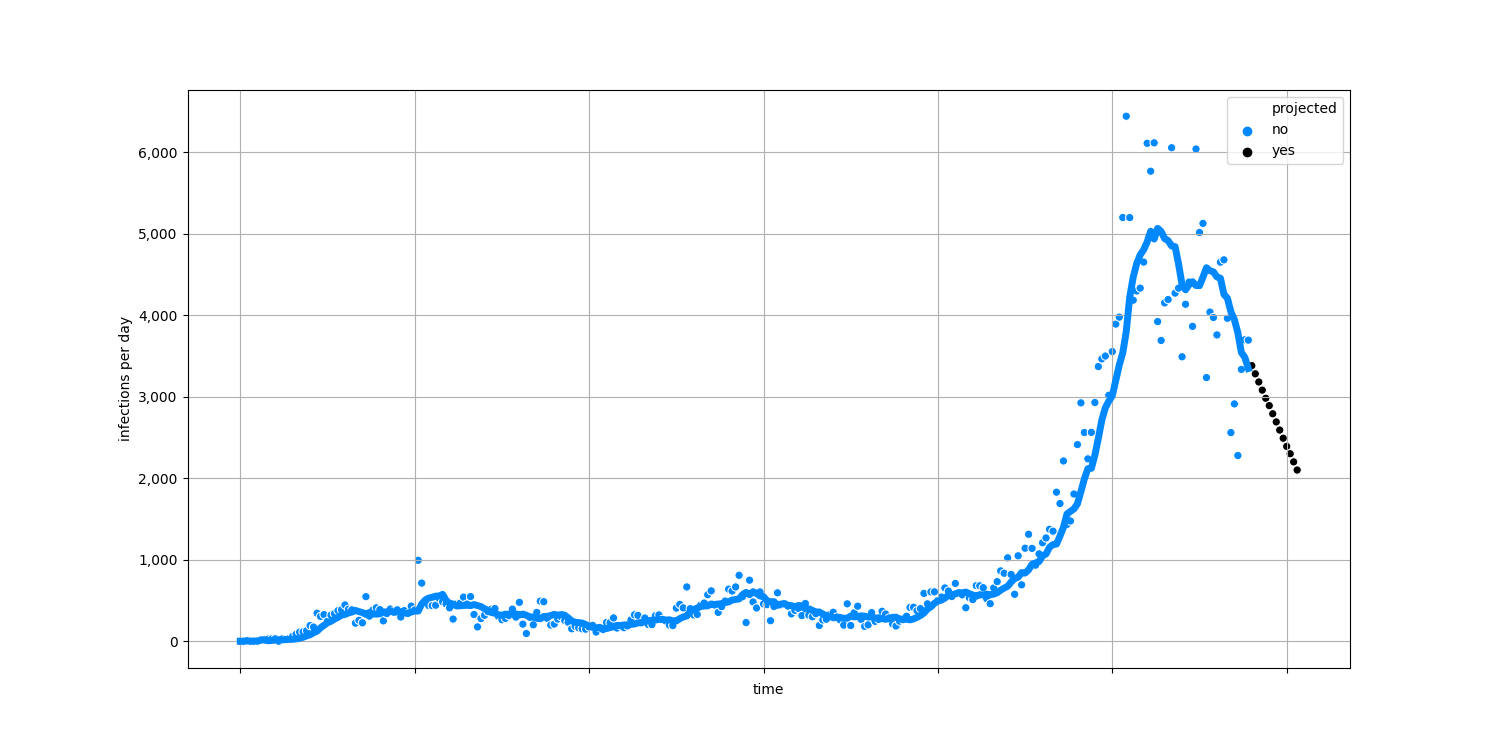 projected
no
yes
6,000
5,000
4,000
3,000
2,000
1,000
0
infections per day
time